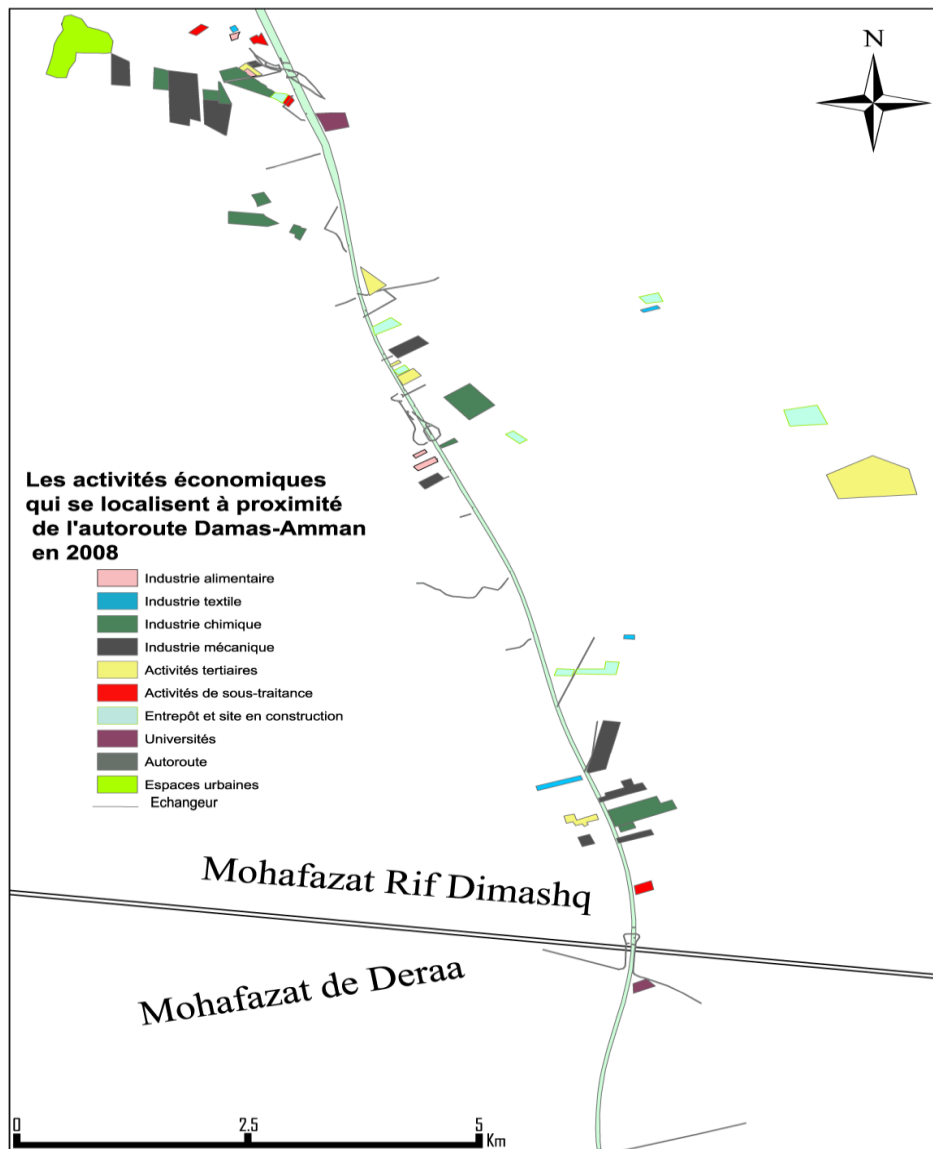 N
Les activités économiques
qui se localisent à proximité
de l'autoroute Damas-Amman
en 2008
Industrie alimentaire
Industrie textile
Industrie chimique
Industrie mécanique
Activités tertiaires
Activités de sous-traitance
Entrepôt et site en construction
Universités
Autoroute
Espaces urbaines
Echangeur
Mohafazat Rif Dimashq
Mohafazat de Deraa
0 2.5 5
Km